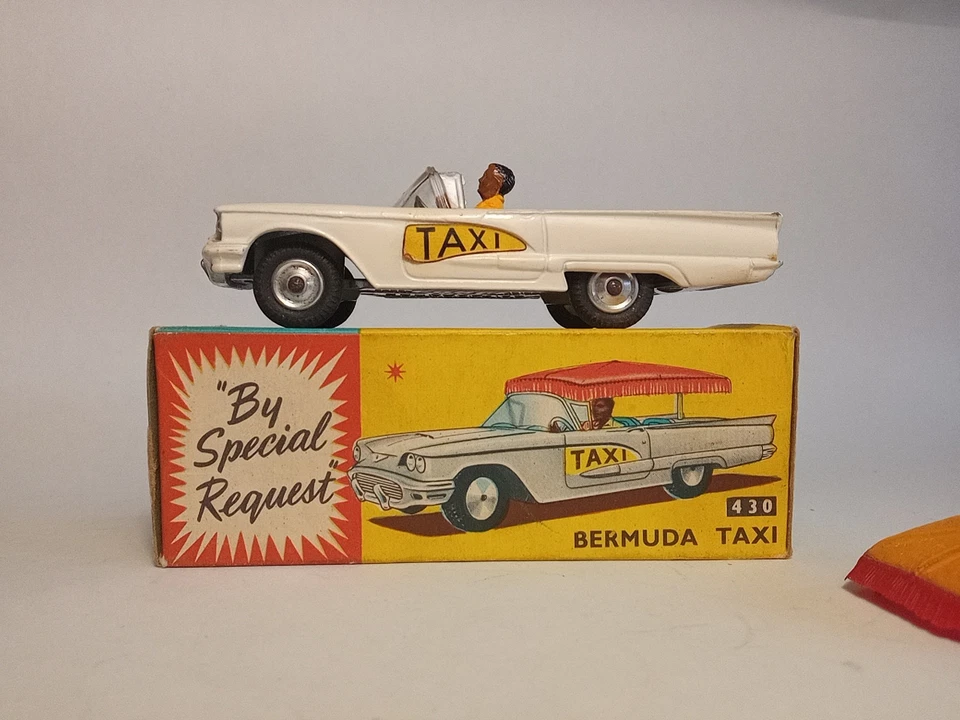 TAXI
"By
Special
Request"
TAXI
430
BERMUDA TAXI